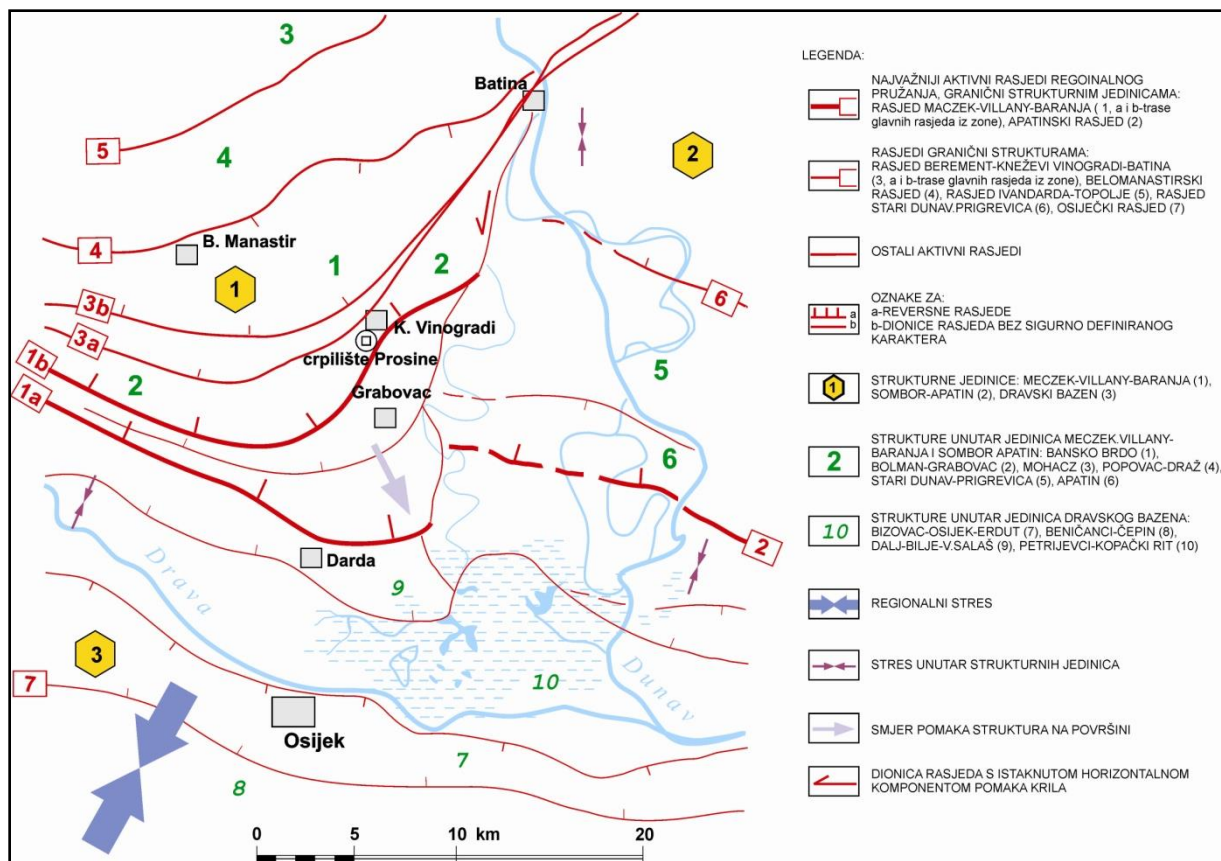 3
Batina
5
4
2
4
B. Manastir
1
1
2
6
3b
3a
K. Vinogradi
crpilište Prosine
1b
1a
2
Grabovac
5
6
2
Drava
Darda
9
3
Dunav
10
7
Osijek
7
8
0 5 10 km 20
LEGENDA:
NAJVAŽNIJI AKTIVNI RASJEDI REGOINALNOG
PRUŽANJA, GRANIČNI STRUKTURNIM JEDINICAMA:
RASJED MACZEK-VILLANY-BARANJA ( 1, a i b-trase
glavnih rasjeda iz zone), APATINSKI RASJED (2)
RASJEDI GRANIČNI STRUKTURAMA:
RASJED BEREMENT-KNEŽEVI VINOGRADI-BATINA
(3, a i b-trase glavnih rasjeda iz zone), BELOMANASTIRSKI
RASJED (4), RASJED IVANDARDA-TOPOLJE (5), RASJED
STARI DUNAV.PRIGREVICA (6), OSIJEČKI RASJED (7)
OSTALI AKTIVNI RASJEDI
a
b
OZNAKE ZA:
a-REVERSNE RASJEDE
b-DIONICE RASJEDA BEZ SIGURNO DEFINIRANOG
KARAKTERA
1
STRUKTURNE JEDINICE: MECZEK-VILLANY-BARANJA (1),
SOMBOR-APATIN (2), DRAVSKI BAZEN (3)
2
STRUKTURE UNUTAR JEDINICA MECZEK.VILLANY-
BARANJA I SOMBOR APATIN: BANSKO BRDO (1),
BOLMAN-GRABOVAC (2), MOHACZ (3), POPOVAC-DRAŽ (4),
STARI DUNAV-PRIGREVICA (5), APATIN (6)
10
STRUKTURE UNUTAR JEDINICA DRAVSKOG BAZENA:
BIZOVAC-OSIJEK-ERDUT (7), BENIČANCI-ČEPIN (8),
DALJ-BILJE-V.SALAŠ (9), PETRIJEVCI-KOPAČKI RIT (10)
REGIONALNI STRES
STRES UNUTAR STRUKTURNIH JEDINICA
SMJER POMAKA STRUKTURA NA POVRŠINI
DIONICA RASJEDA S ISTAKNUTOM HORIZONTALNOM
KOMPONENTOM POMAKA KRILA